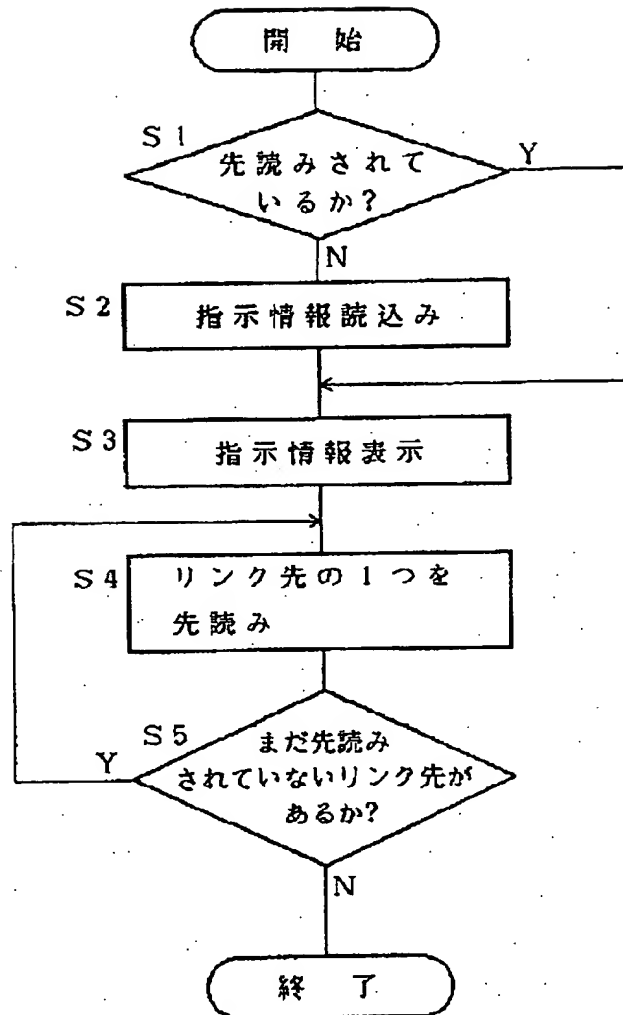 開 始
S1
先読みされて
いるか?
Y
N
S2
指示情報読込み
S3
指示情報表示
S4
リンク先の1つを
先読み
S5
まだ先読み
されていないリンク先が
あるか?
Y
N
終 了